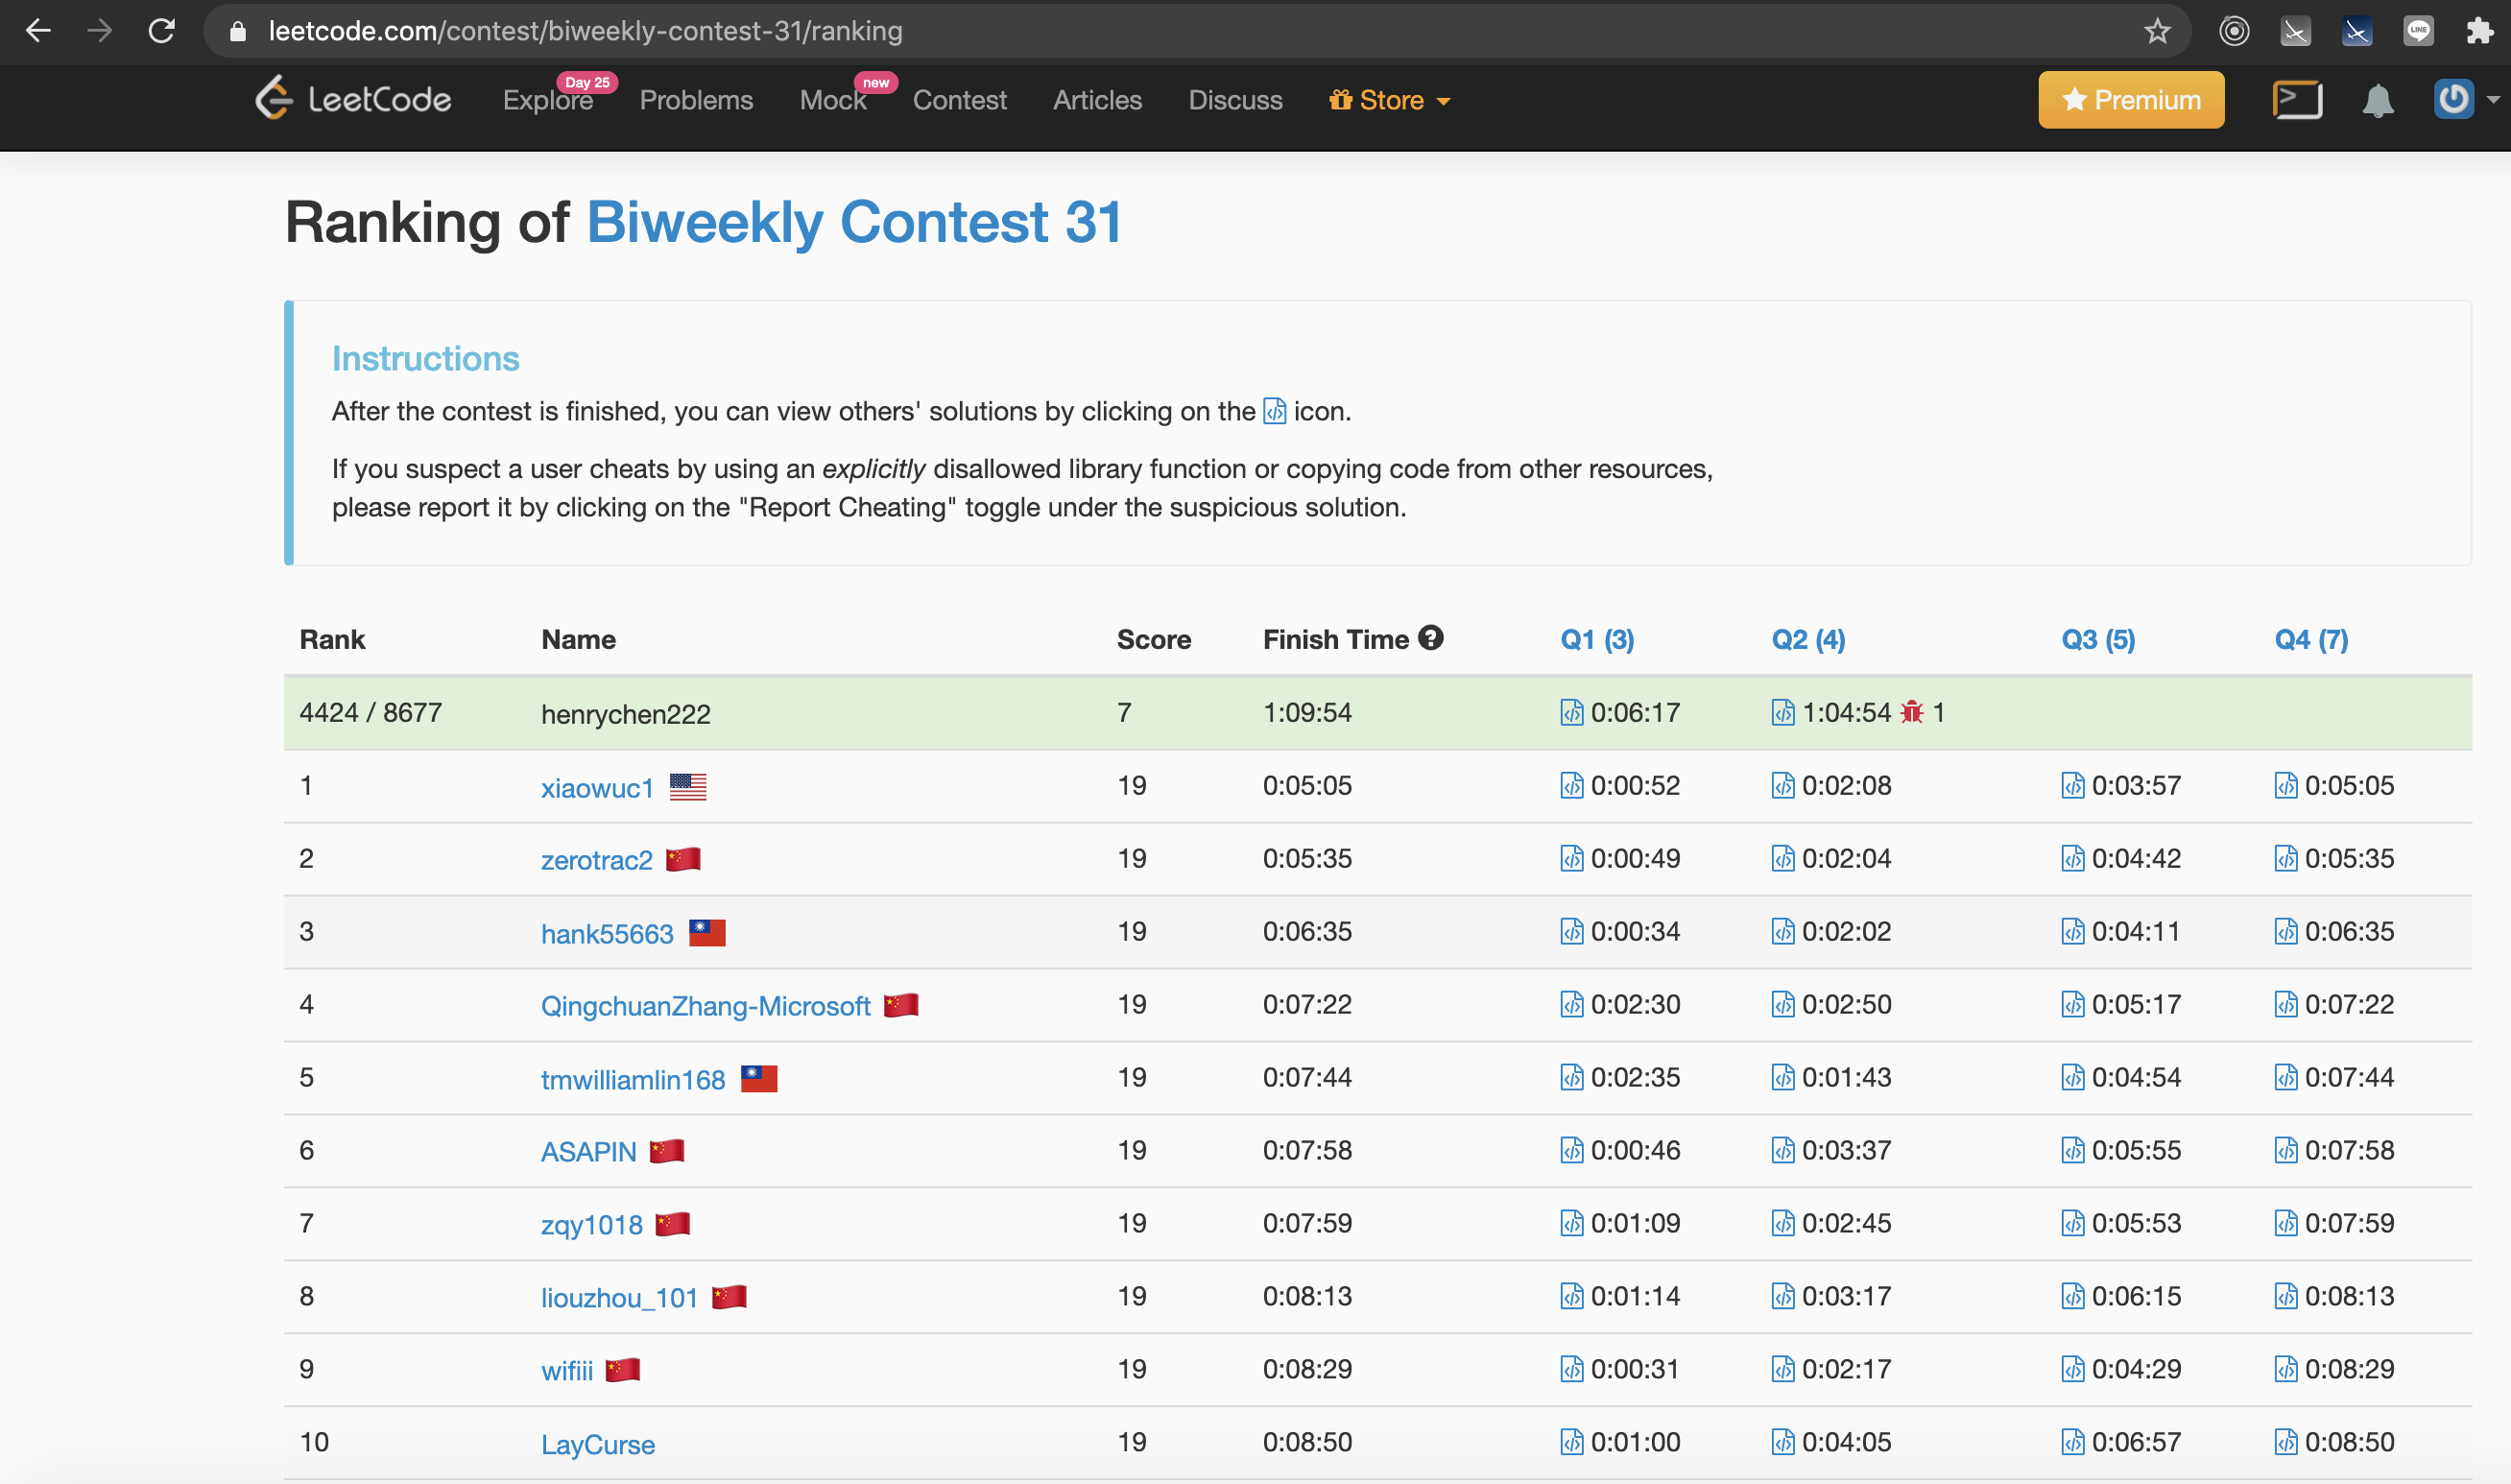 leetcode.com/contest/biweekly-contest-31/ranking
LINE
LeetCode Explore Day 25 Problems Mock new Contest Articles Discuss Store Premium
Ranking of Biweekly Contest 31
Instructions
After the contest is finished, you can view others' solutions by clicking on the icon.
If you suspect a user cheats by using an explicitly disallowed library function or copying code from other resources,
please report it by clicking on the "Report Cheating" toggle under the suspicious solution.
Rank Name Score Finish Time Q1 (3) Q2 (4) Q3 (5) Q4 (7)
4424 / 8677 henrychen222 7 1:09:54 0:06:17 1:04:54 1
1 xiaowuc1 19 0:05:05 0:00:52 0:02:08 0:03:57 0:05:05
2 zerotrac2 19 0:05:35 0:00:49 0:02:04 0:04:42 0:05:35
3 hank55663 19 0:06:35 0:00:34 0:02:02 0:04:11 0:06:35
4 QingchuanZhang-Microsoft 19 0:07:22 0:02:30 0:02:50 0:05:17 0:07:22
5 tmwilliamlin168 19 0:07:44 0:02:35 0:01:43 0:04:54 0:07:44
6 ASAPIN 19 0:07:58 0:00:46 0:03:37 0:05:55 0:07:58
7 zqy1018 19 0:07:59 0:01:09 0:02:45 0:05:53 0:07:59
8 liouzhou_101 19 0:08:13 0:01:14 0:03:17 0:06:15 0:08:13
9 wifiii 19 0:08:29 0:00:31 0:02:17 0:04:29 0:08:29
10 LayCurse 19 0:08:50 0:01:00 0:04:05 0:06:57 0:08:50